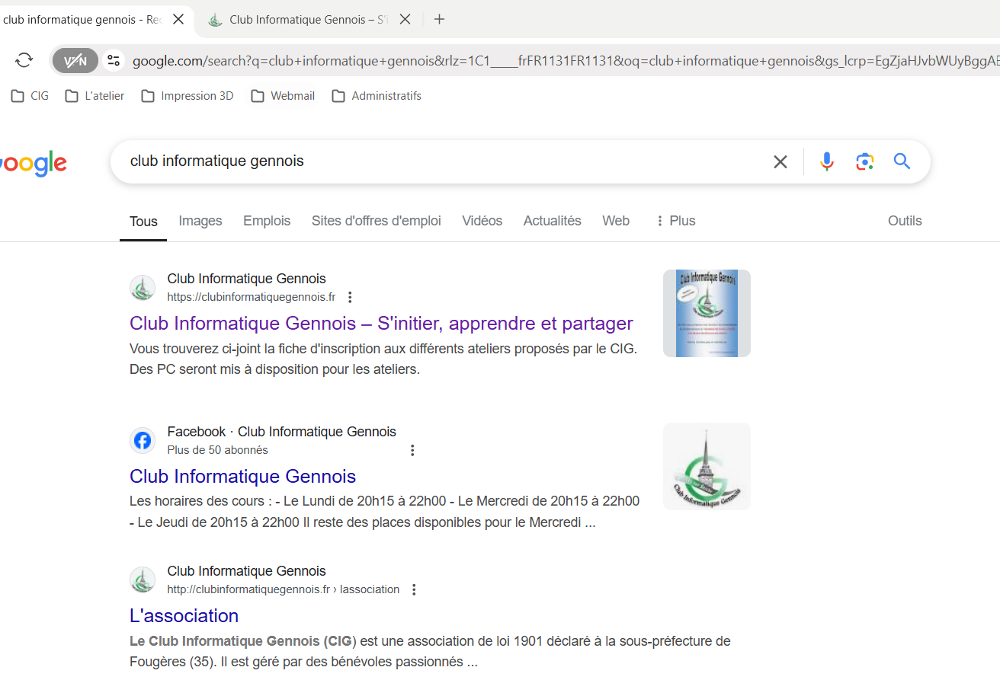 club informatique gennois - Rec
Club Informatique Gennois – S'i
VPN
google.com/search?q=club+informatique+gennois&rlz=1C1____frFR1131FR1131&oq=club+informatique+gennois&gs_lcrp=EgZjaHJvbWUyBggAE
CIG L'atelier Impression 3D Webmail Administratifs
oogle
club informatique gennois
Tous Images Emplois Sites d'offres d'emploi Vidéos Actualités Web Plus Outils
Club Informatique Gennois
https://clubinformatiquegennois.fr
Club Informatique Gennois – S'initier, apprendre et partager
Vous trouverez ci-joint la fiche d'inscription aux différents ateliers proposés par le CIG.
Des PC seront mis à disposition pour les ateliers.
Club Informatique Gennois
Facebook · Club Informatique Gennois
Plus de 50 abonnés
Club Informatique Gennois
Les horaires des cours : - Le Lundi de 20h15 à 22h00 - Le Mercredi de 20h15 à 22h00
- Le Jeudi de 20h15 à 22h00 Il reste des places disponibles pour le Mercredi ...
Club Informatique Gennois
Club Informatique Gennois
http://clubinformatiquegennois.fr › lassociation
L'association
Le Club Informatique Gennois (CIG) est une association de loi 1901 déclaré à la sous-préfecture de
Fougères (35). Il est géré par des bénévoles passionnés ...